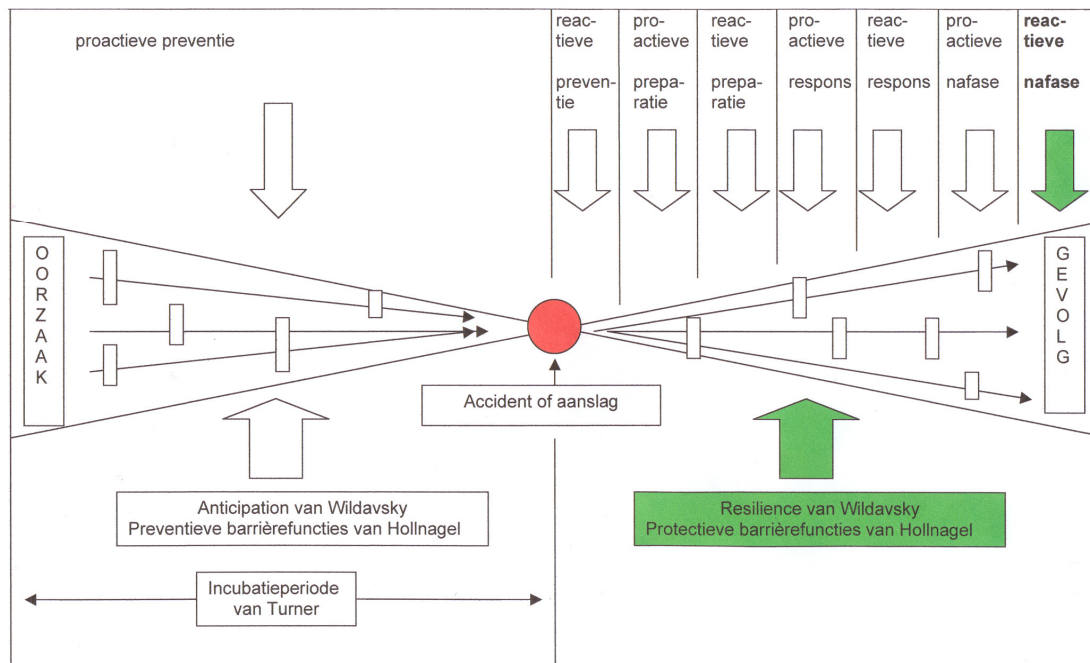 proactieve preventie
reac-
tieve
preven-
tie
pro-
actieve
prepa-
ratie
reac-
tieve
prepa-
ratie
pro-
actieve
respons
reac-
tieve
respons
pro-
actieve
nafase
reac-
tieve
nafase
O
O
R
Z
A
A
K
G
E
V
O
L
G
Accident of aanslag
Anticipation van Wildavsky
Preventieve barrièrefuncties van Hollnagel
Resilience van Wildavsky
Protectieve barrièrefuncties van Hollnagel
Incubatieperiode
van Turner